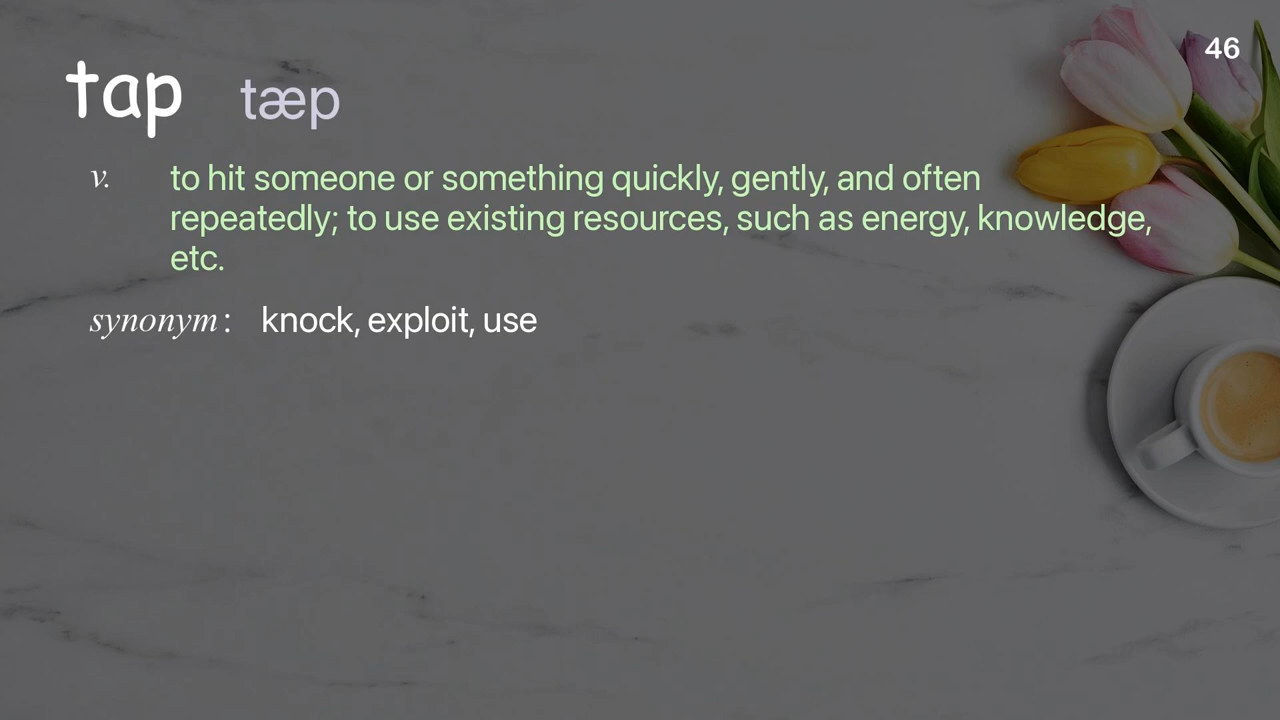 46
tap tæp
v. to hit someone or something quickly, gently, and often
repeatedly; to use existing resources, such as energy, knowledge,
etc.
synonym: knock, exploit, use